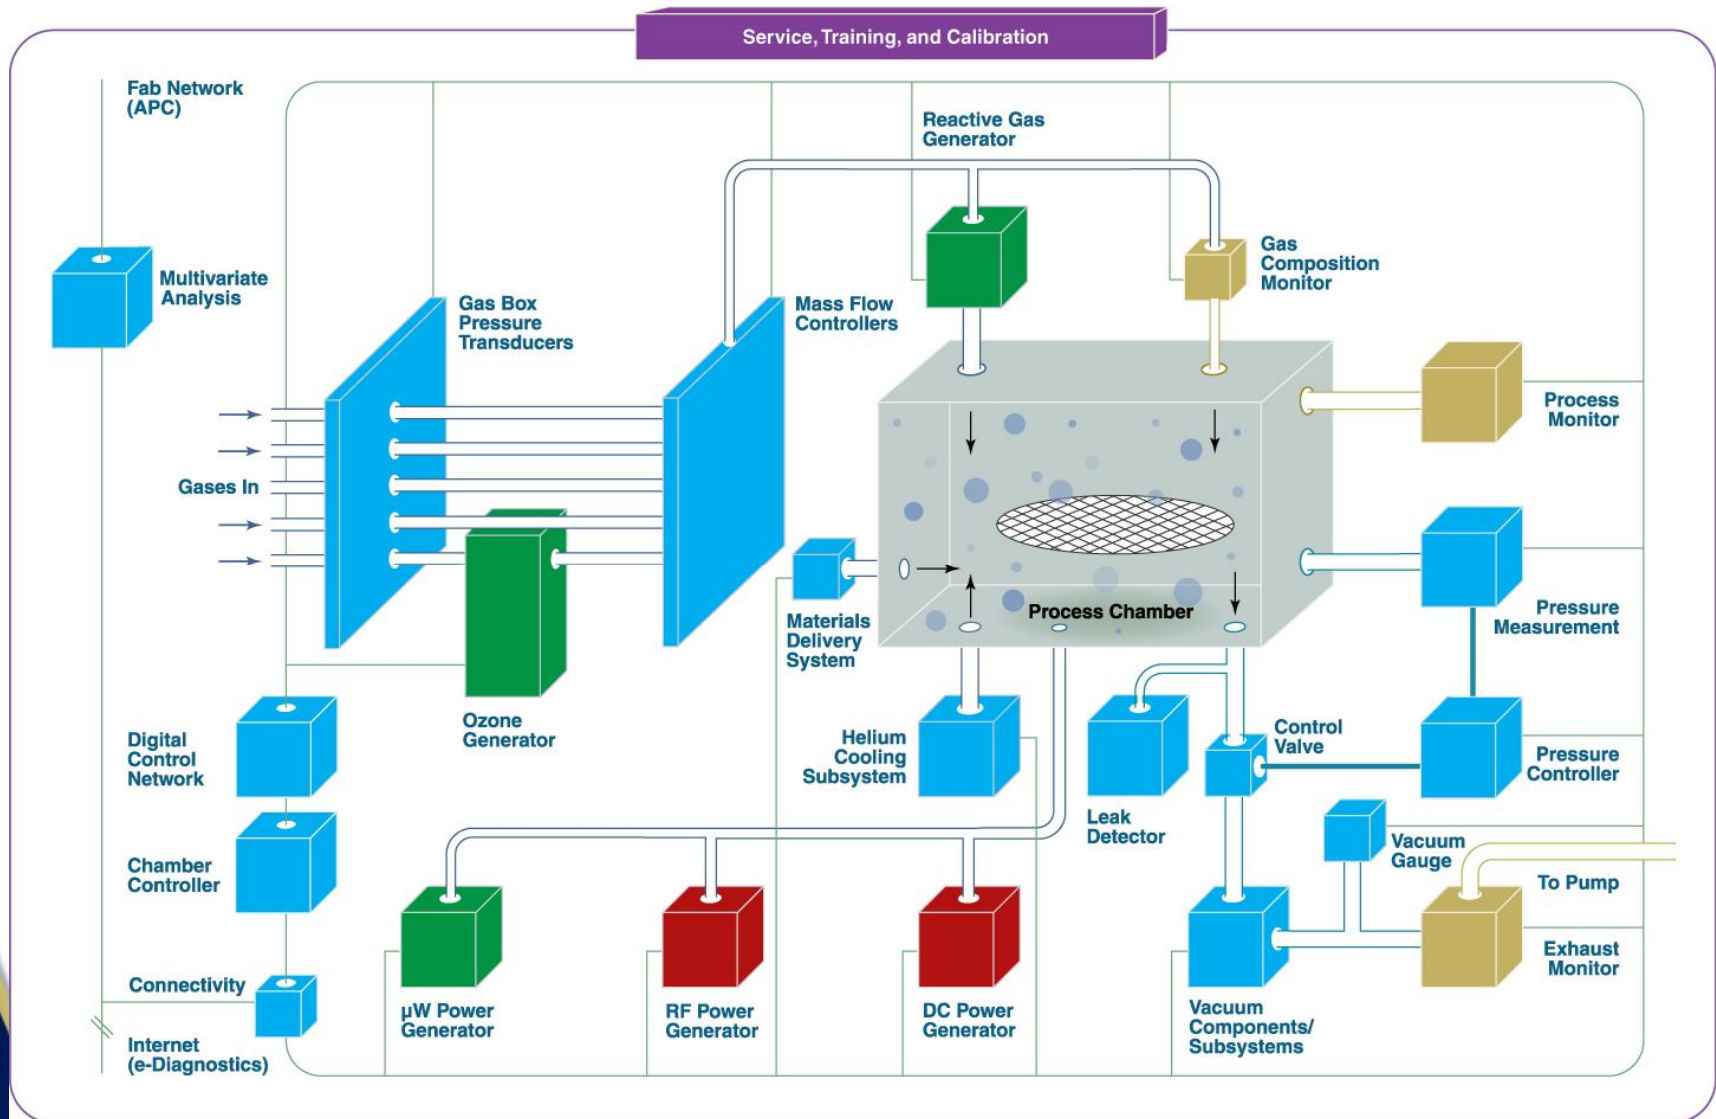 Service, Training, and Calibration
Fab Network
(APC)
Reactive Gas
Generator
Multivariate
Analysis
Gas Box
Pressure
Transducers
Mass Flow
Controllers
Gas
Composition
Monitor
Process
Monitor
Gases In
Process Chamber
Materials
Delivery
System
Pressure
Measurement
Ozone
Generator
Digital
Control
Network
Helium
Cooling
Subsystem
Control
Valve
Pressure
Controller
Leak
Detector
Vacuum
Gauge
Chamber
Controller
To Pump
Exhaust
Monitor
Connectivity
µW Power
Generator
RF Power
Generator
DC Power
Generator
Vacuum
Components/
Subsystems
Internet
(e-Diagnostics)